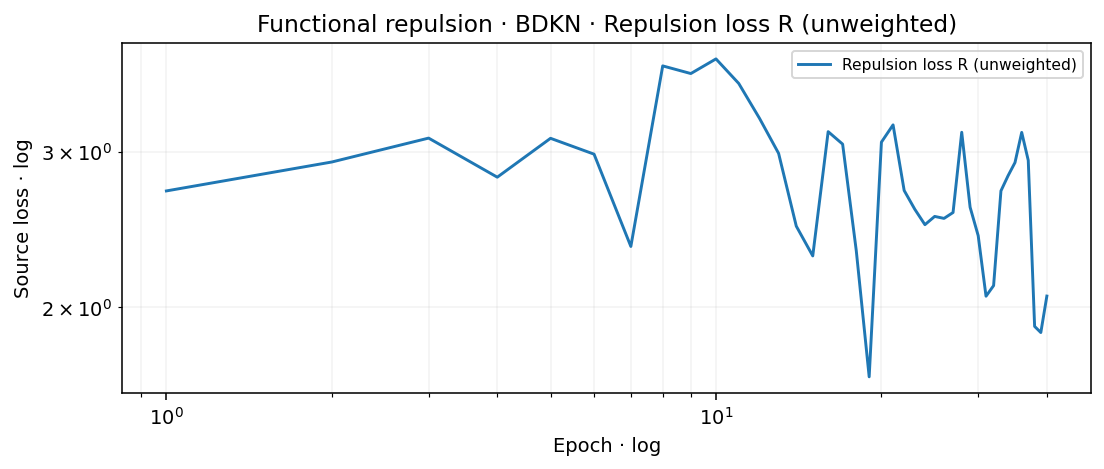 Functional repulsion · BDKN · Repulsion loss R (unweighted)
Repulsion loss R (unweighted)
Source loss · log
3 × 10⁰
2 × 10⁰
10⁰
10¹
Epoch · log